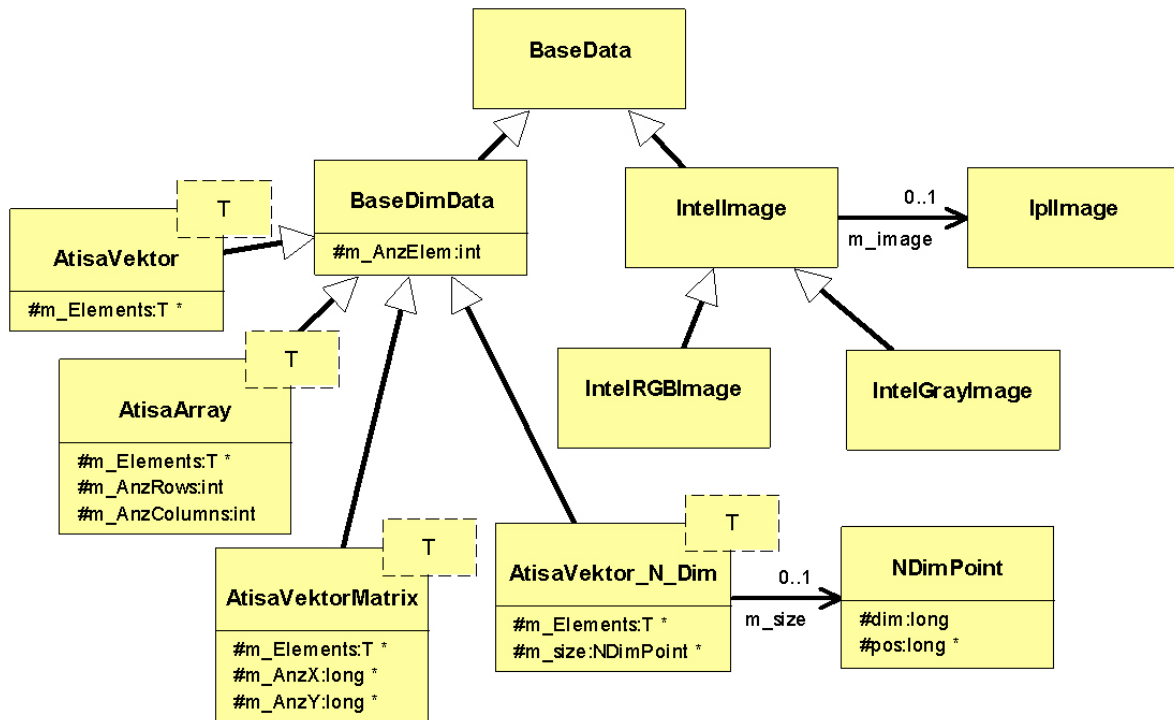 BaseData
BaseDimData
#m_AnzElem:int
IntelImage
0..1
m_image
IplImage
T
AtisaVektor
#m_Elements:T *
T
AtisaArray
#m_Elements:T *
#m_AnzRows:int
#m_AnzColumns:int
IntelRGBImage
IntelGrayImage
T
AtisaVektorMatrix
#m_Elements:T *
#m_AnzX:long *
#m_AnzY:long *
T
AtisaVektor_N_Dim
#m_Elements:T *
#m_size:NDimPoint *
0..1
m_size
NDimPoint
#dim:long
#pos:long *